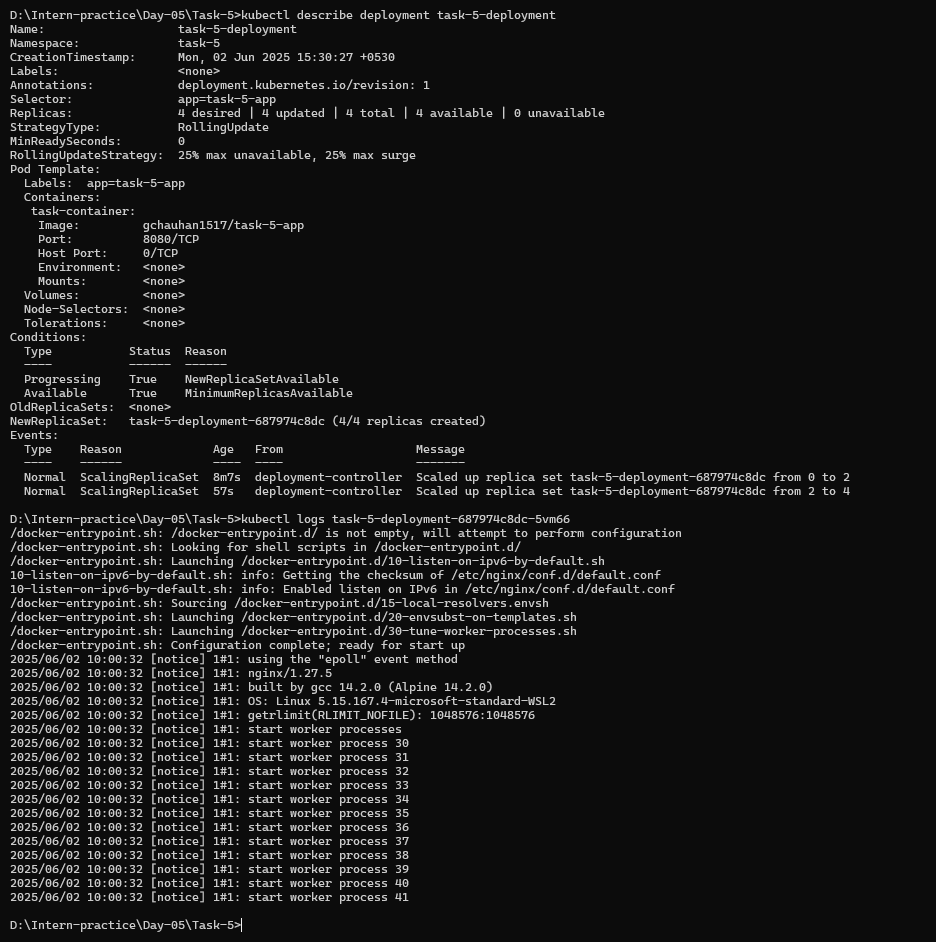 D:\Intern-practice\Day-05\Task-5>kubectl describe deployment task-5-deployment
Name:                   task-5-deployment
Namespace:              task-5
CreationTimestamp:      Mon, 02 Jun 2025 15:30:27 +0530
Labels:                 <none>
Annotations:            deployment.kubernetes.io/revision: 1
Selector:               app=task-5-app
Replicas:               4 desired | 4 updated | 4 total | 4 available | 0 unavailable
StrategyType:           RollingUpdate
MinReadySeconds:        0
RollingUpdateStrategy:  25% max unavailable, 25% max surge
Pod Template:
  Labels:  app=task-5-app
  Containers:
   task-container:
    Image:         gchauhan1517/task-5-app
    Port:          8080/TCP
    Host Port:     0/TCP
    Environment:   <none>
    Mounts:        <none>
  Volumes:         <none>
  Node-Selectors:  <none>
  Tolerations:     <none>
Conditions:
  Type           Status  Reason
  ----           ------  ------
  Progressing    True    NewReplicaSetAvailable
  Available      True    MinimumReplicasAvailable
OldReplicaSets:  <none>
NewReplicaSet:   task-5-deployment-687974c8dc (4/4 replicas created)
Events:
  Type    Reason             Age   From                   Message
  ----    ------             ----  ----                   -------
  Normal  ScalingReplicaSet  8m7s  deployment-controller  Scaled up replica set task-5-deployment-687974c8dc from 0 to 2
  Normal  ScalingReplicaSet  57s   deployment-controller  Scaled up replica set task-5-deployment-687974c8dc from 2 to 4
D:\Intern-practice\Day-05\Task-5>kubectl logs task-5-deployment-687974c8dc-5vm66
/docker-entrypoint.sh: /docker-entrypoint.d/ is not empty, will attempt to perform configuration
/docker-entrypoint.sh: Looking for shell scripts in /docker-entrypoint.d/
/docker-entrypoint.sh: Launching /docker-entrypoint.d/10-listen-on-ipv6-by-default.sh
10-listen-on-ipv6-by-default.sh: info: Getting the checksum of /etc/nginx/conf.d/default.conf
10-listen-on-ipv6-by-default.sh: info: Enabled listen on IPv6 in /etc/nginx/conf.d/default.conf
/docker-entrypoint.sh: Sourcing /docker-entrypoint.d/15-local-resolvers.envsh
/docker-entrypoint.sh: Launching /docker-entrypoint.d/20-envsubst-on-templates.sh
/docker-entrypoint.sh: Launching /docker-entrypoint.d/30-tune-worker-processes.sh
/docker-entrypoint.sh: Configuration complete; ready for start up
2025/06/02 10:00:32 [notice] 1#1: using the "epoll" event method
2025/06/02 10:00:32 [notice] 1#1: nginx/1.27.5
2025/06/02 10:00:32 [notice] 1#1: built by gcc 14.2.0 (Alpine 14.2.0)
2025/06/02 10:00:32 [notice] 1#1: OS: Linux 5.15.167.4-microsoft-standard-WSL2
2025/06/02 10:00:32 [notice] 1#1: getrlimit(RLIMIT_NOFILE): 1048576:1048576
2025/06/02 10:00:32 [notice] 1#1: start worker processes
2025/06/02 10:00:32 [notice] 1#1: start worker process 30
2025/06/02 10:00:32 [notice] 1#1: start worker process 31
2025/06/02 10:00:32 [notice] 1#1: start worker process 32
2025/06/02 10:00:32 [notice] 1#1: start worker process 33
2025/06/02 10:00:32 [notice] 1#1: start worker process 34
2025/06/02 10:00:32 [notice] 1#1: start worker process 35
2025/06/02 10:00:32 [notice] 1#1: start worker process 36
2025/06/02 10:00:32 [notice] 1#1: start worker process 37
2025/06/02 10:00:32 [notice] 1#1: start worker process 38
2025/06/02 10:00:32 [notice] 1#1: start worker process 39
2025/06/02 10:00:32 [notice] 1#1: start worker process 40
2025/06/02 10:00:32 [notice] 1#1: start worker process 41
D:\Intern-practice\Day-05\Task-5>